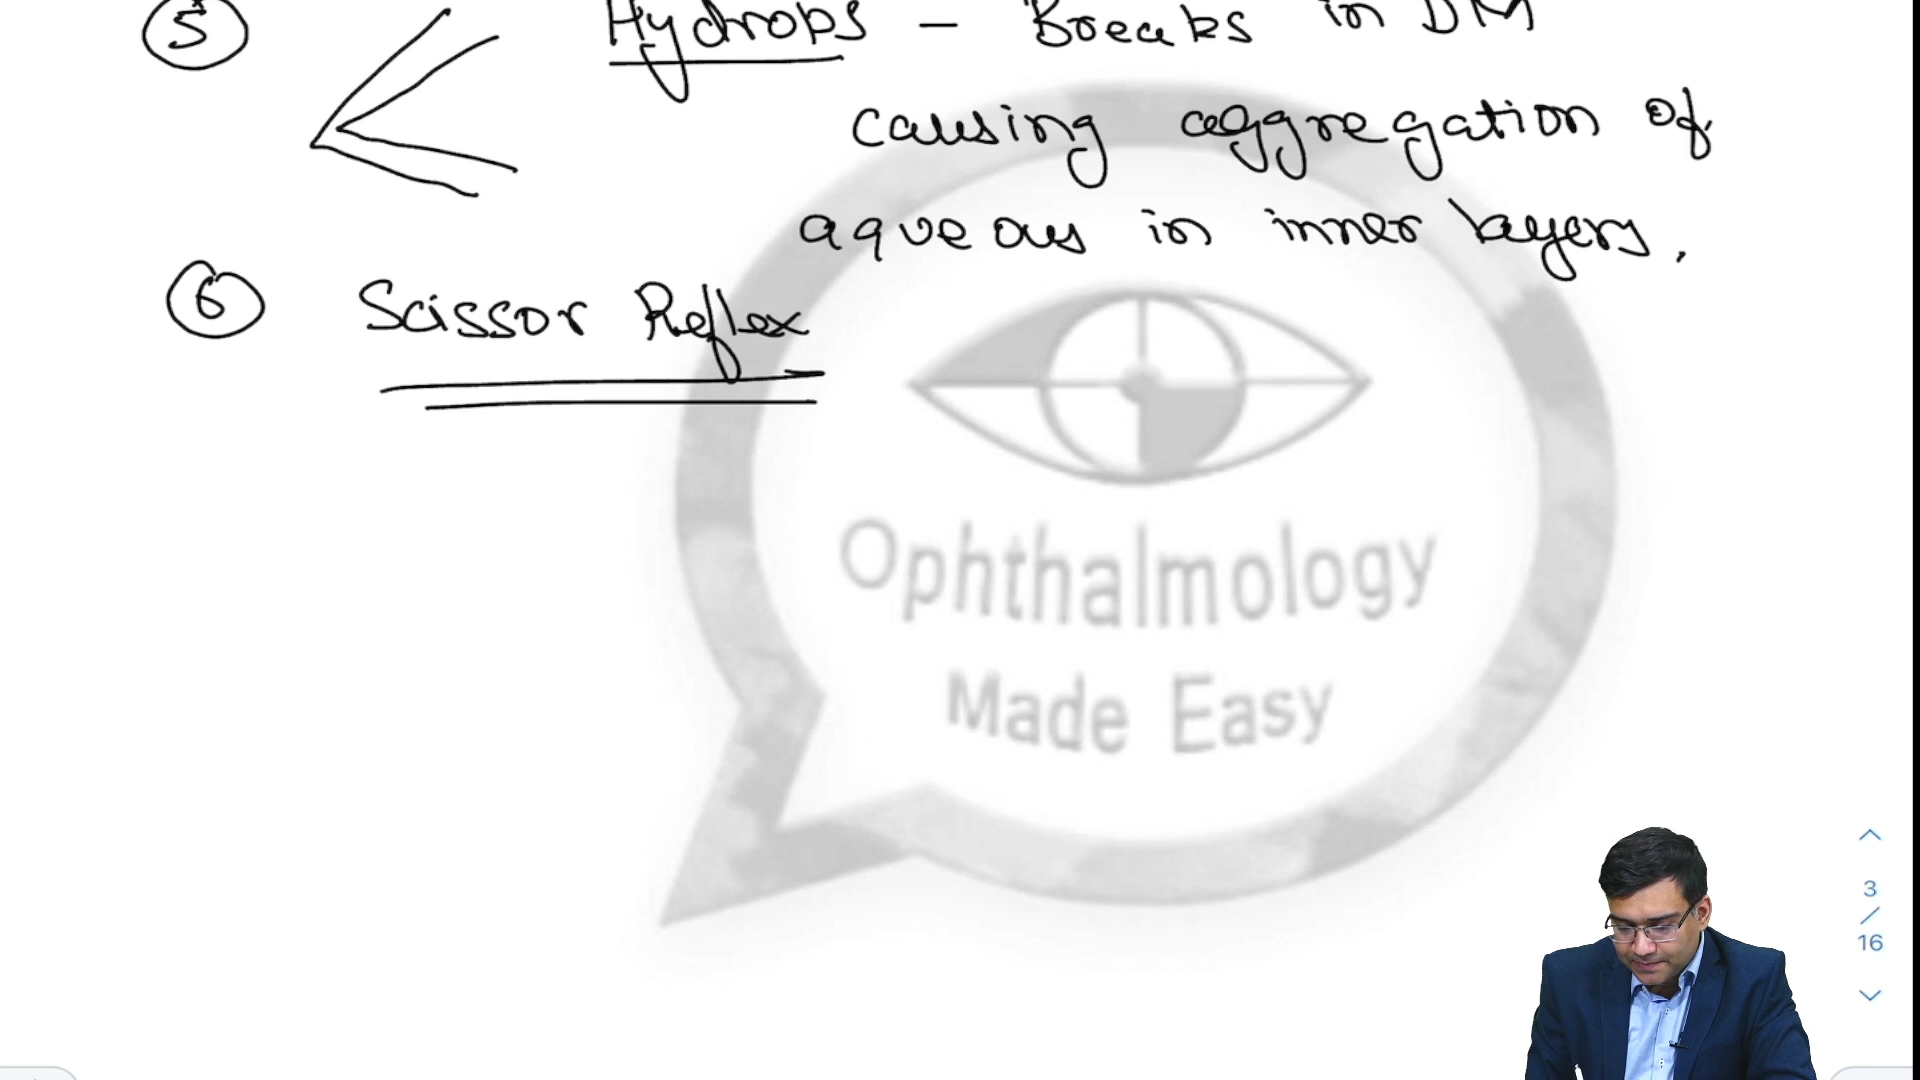 5 Hydrops - Breaks in DM
causing aggregation of
aqueous in inner layers.
6 Scissor Reflex
Ophthalmology
Made Easy
3
/
16